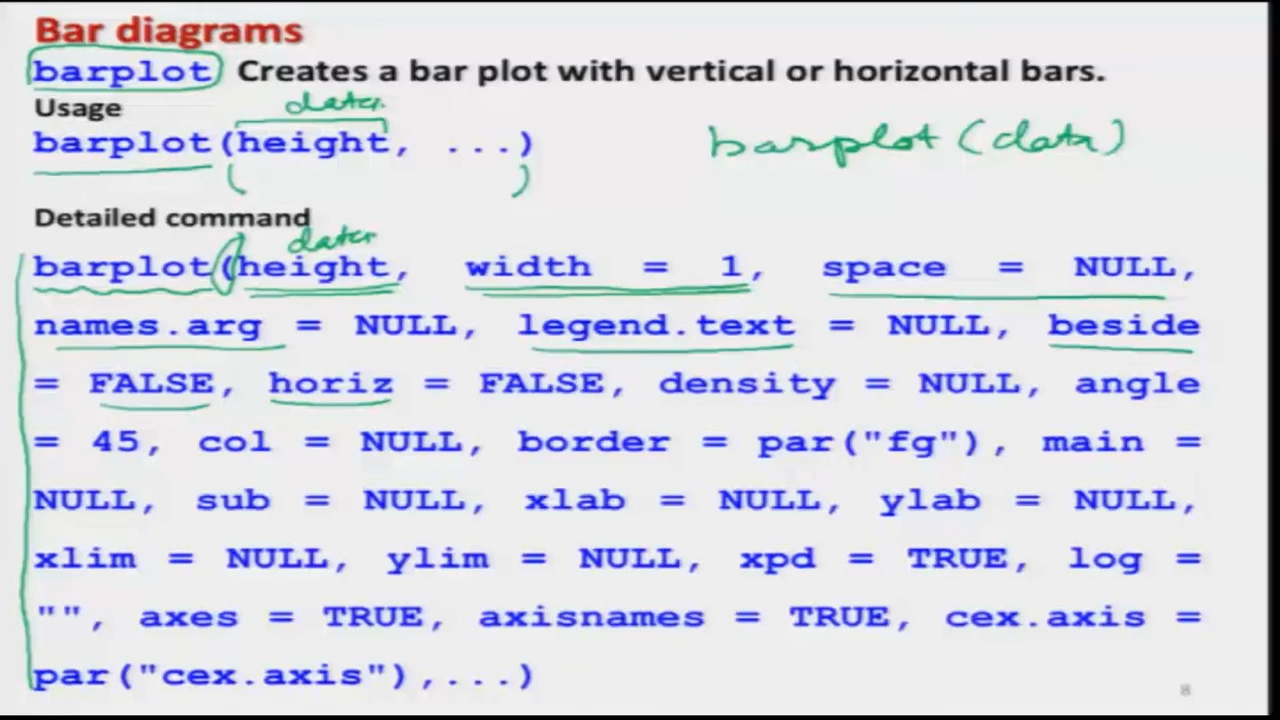 Bar diagrams
barplot Creates a bar plot with vertical or horizontal bars.
Usage
data
barplot(height, ...)
barplot (data)
Detailed command
data
barplot(height, width = 1, space = NULL,
names.arg = NULL, legend.text = NULL, beside
= FALSE, horiz = FALSE, density = NULL, angle
= 45, col = NULL, border = par("fg"), main =
NULL, sub = NULL, xlab = NULL, ylab = NULL,
xlim = NULL, ylim = NULL, xpd = TRUE, log =
"", axes = TRUE, axisnames = TRUE, cex.axis =
par("cex.axis"),...)
8